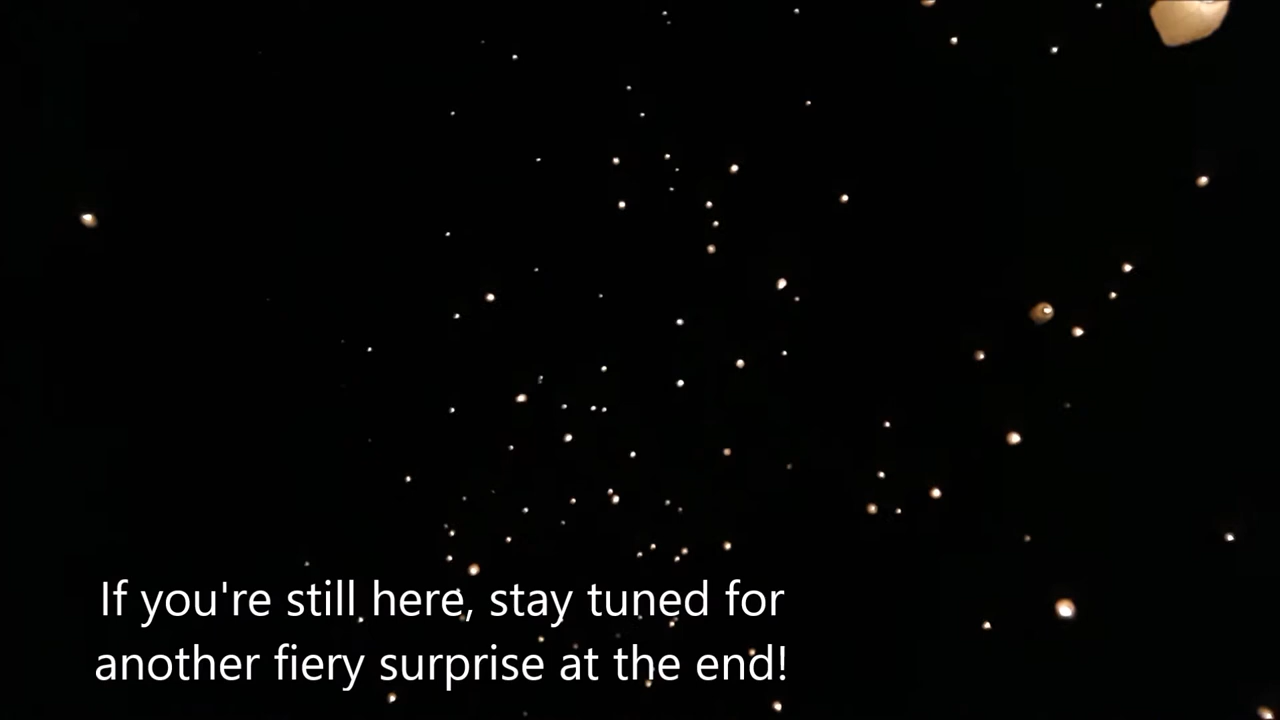 If you're still here, stay tuned for
another fiery surprise at the end!